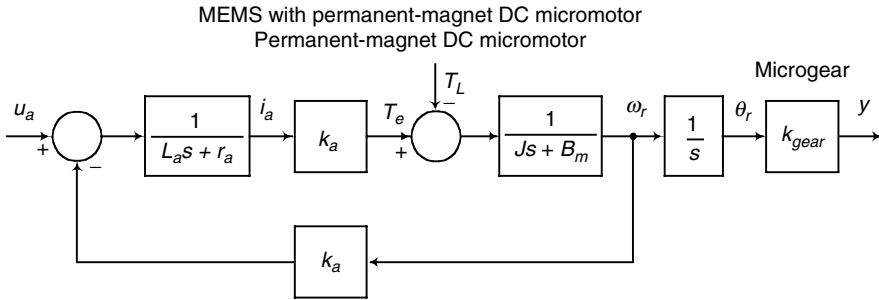 MEMS with permanent-magnet DC micromotor
Permanent-magnet DC micromotor
Microgear
T_L
u_a
+
−
1
L_a s + r_a
i_a
k_a
T_e
+
−
1
Js + B_m
ω_r
1
s
θ_r
k_gear
y
k_a